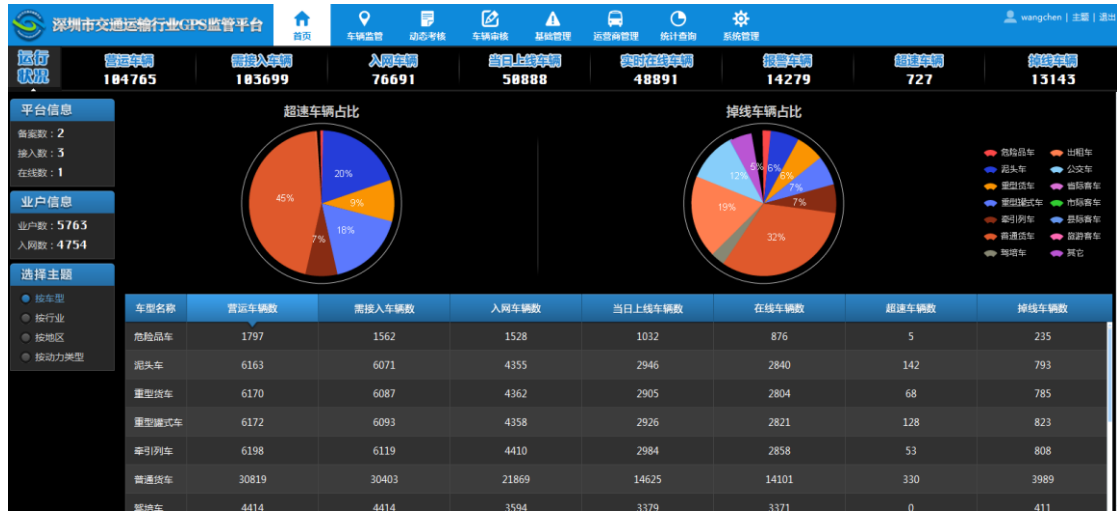 深圳市交通运输行业GPS监管平台
首页 车辆监管 动态考核 车辆审核 基础管理 运营商管理 统计查询 系统管理
wangchen | 主题 | 退出
运行状况
营运车辆 需接入车辆 入网车辆 当日上线车辆 实时在线车辆 报警车辆 超速车辆 掉线车辆
104765 103699 76691 50888 48891 14279 727 13143
平台信息
备案数：2
接入数：3
在线数：1
业户信息
业户数：5763
入网数：4754
选择主题
按车型
按行业
按地区
按动力类型
超速车辆占比
20%
9%
18%
7%
45%
掉线车辆占比
5% 6%
6%
7%
7%
32%
19%
12%
危险品车 出租车
泥头车 公交车
重型货车 省际客车
重型罐式车 市际客车
牵引列车 县际客车
普通货车 旅游客车
驾培车 其它
车型名称 营运车辆数 需接入车辆数 入网车辆数 当日上线车辆数 在线车辆数 超速车辆数 掉线车辆数
危险品车 1797 1562 1528 1032 876 5 235
泥头车 6163 6071 4355 2946 2840 142 793
重型货车 6170 6087 4362 2905 2804 68 785
重型罐式车 6172 6093 4358 2926 2821 128 823
牵引列车 6198 6119 4410 2984 2858 53 808
普通货车 30819 30403 21869 14625 14101 330 3989
驾培车 4414 4414 3594 3379 3371 0 411